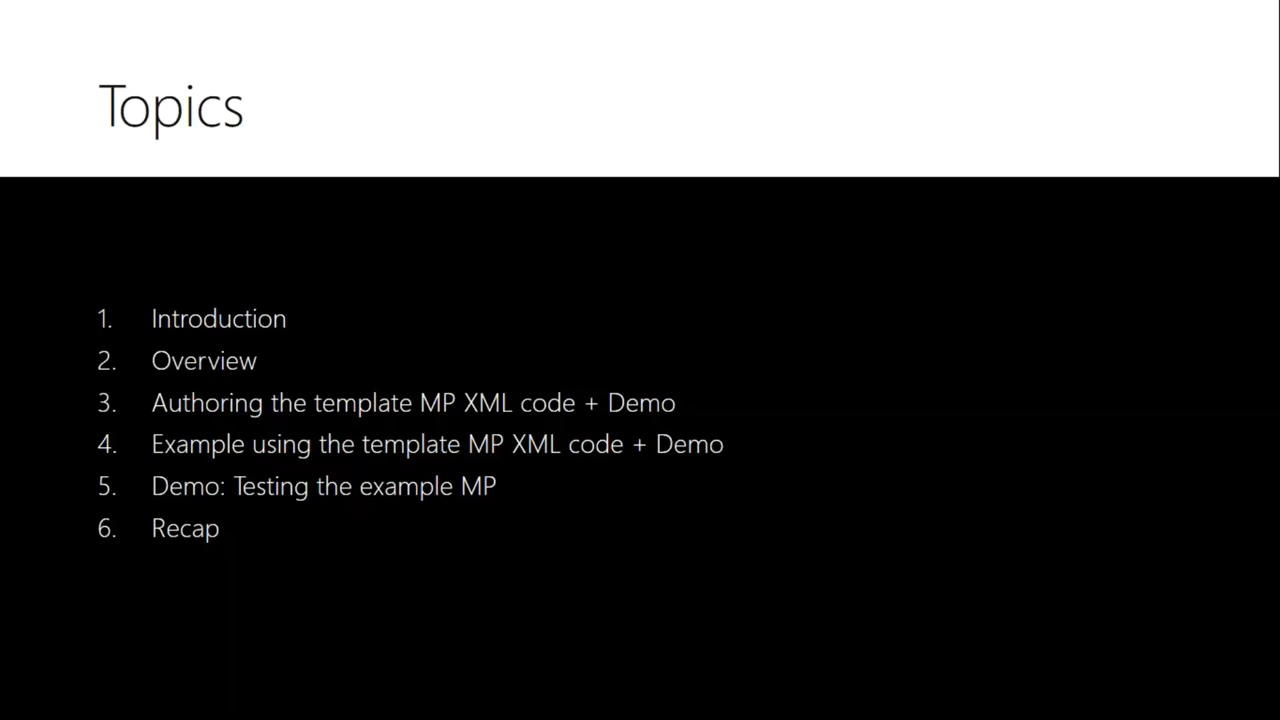 Topics
1. Introduction
2. Overview
3. Authoring the template MP XML code + Demo
4. Example using the template MP XML code + Demo
5. Demo: Testing the example MP
6. Recap